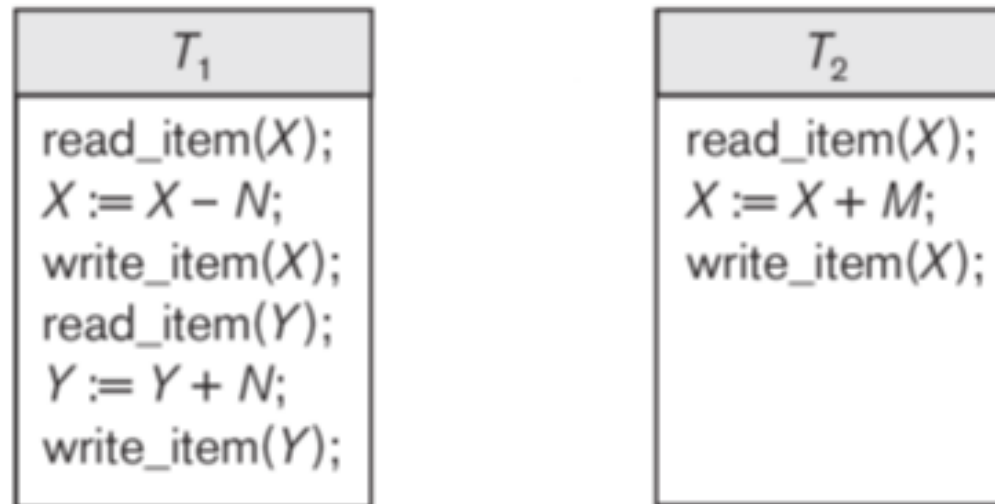 T₁
read_item(X);
X := X – N;
write_item(X);
read_item(Y);
Y := Y + N;
write_item(Y);
T₂
read_item(X);
X := X + M;
write_item(X);